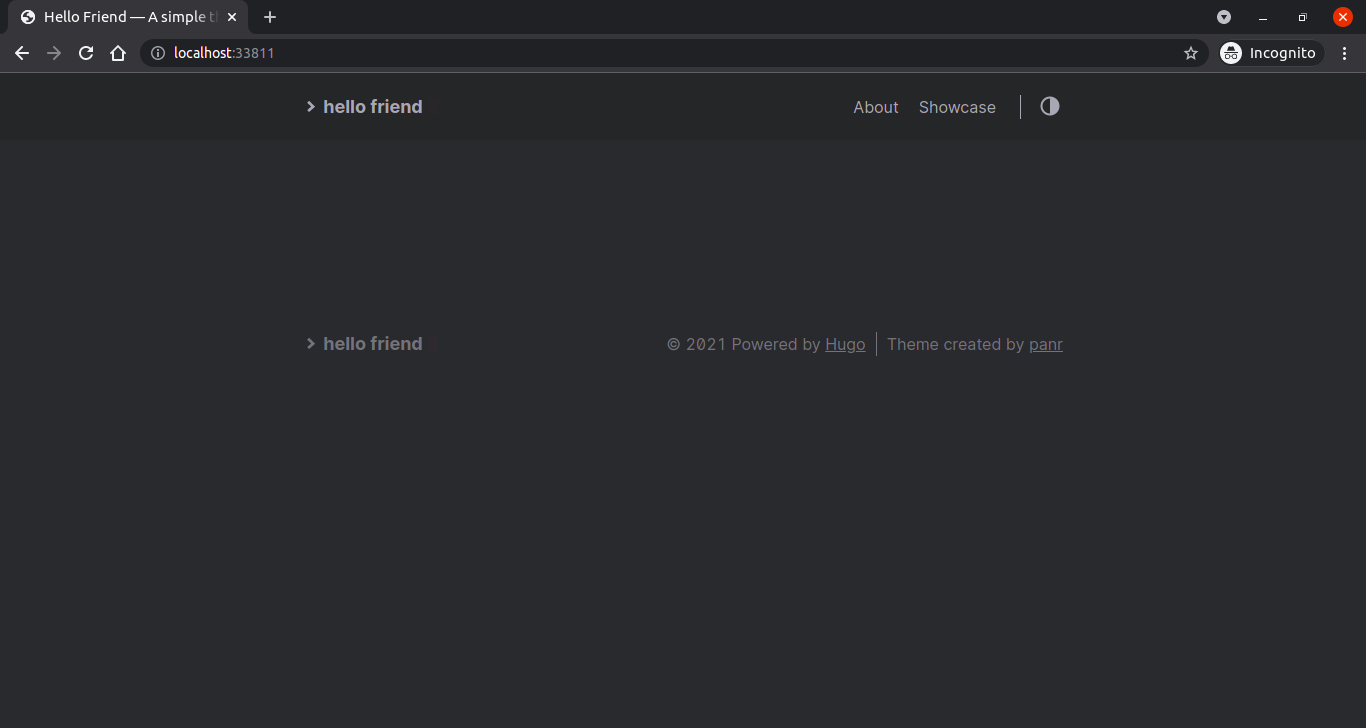 Hello Friend — A simple
localhost:33811
Incognito
hello friend
About Showcase
hello friend
© 2021 Powered by Hugo Theme created by panr